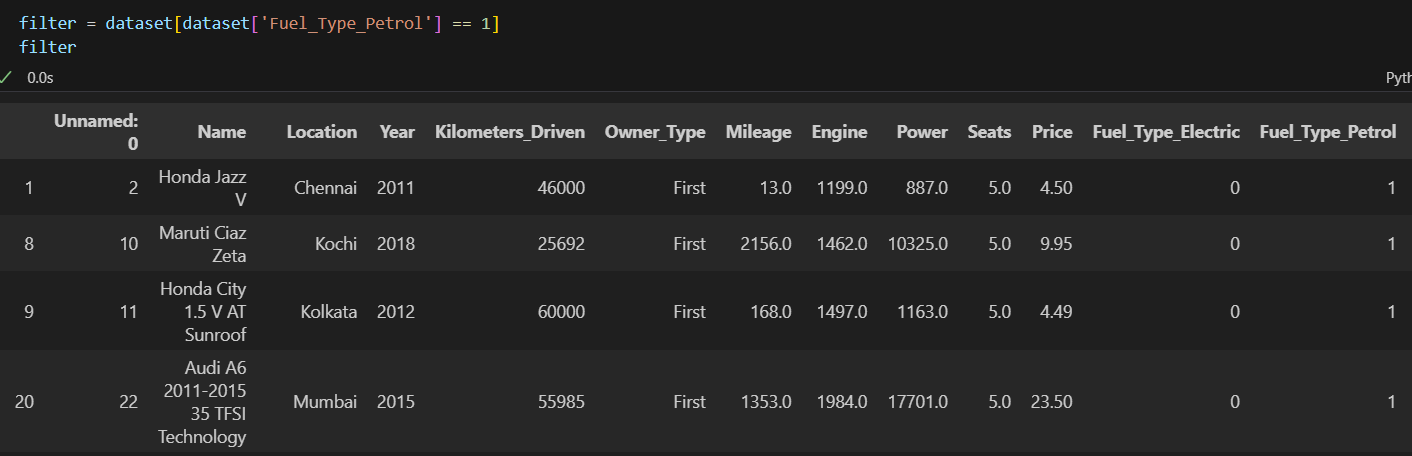 filter = dataset[dataset['Fuel_Type_Petrol'] == 1]
filter
0.0s
Unnamed: 0 Name Location Year Kilometers_Driven Owner_Type Mileage Engine Power Seats Price Fuel_Type_Electric Fuel_Type_Petrol
1 2 Honda Jazz V Chennai 2011 46000 First 13.0 1199.0 887.0 5.0 4.50 0 1
8 10 Maruti Ciaz Zeta Kochi 2018 25692 First 2156.0 1462.0 10325.0 5.0 9.95 0 1
9 11 Honda City 1.5 V AT Sunroof Kolkata 2012 60000 First 168.0 1497.0 1163.0 5.0 4.49 0 1
20 22 Audi A6 2011-2015 35 TFSI Technology Mumbai 2015 55985 First 1353.0 1984.0 17701.0 5.0 23.50 0 1